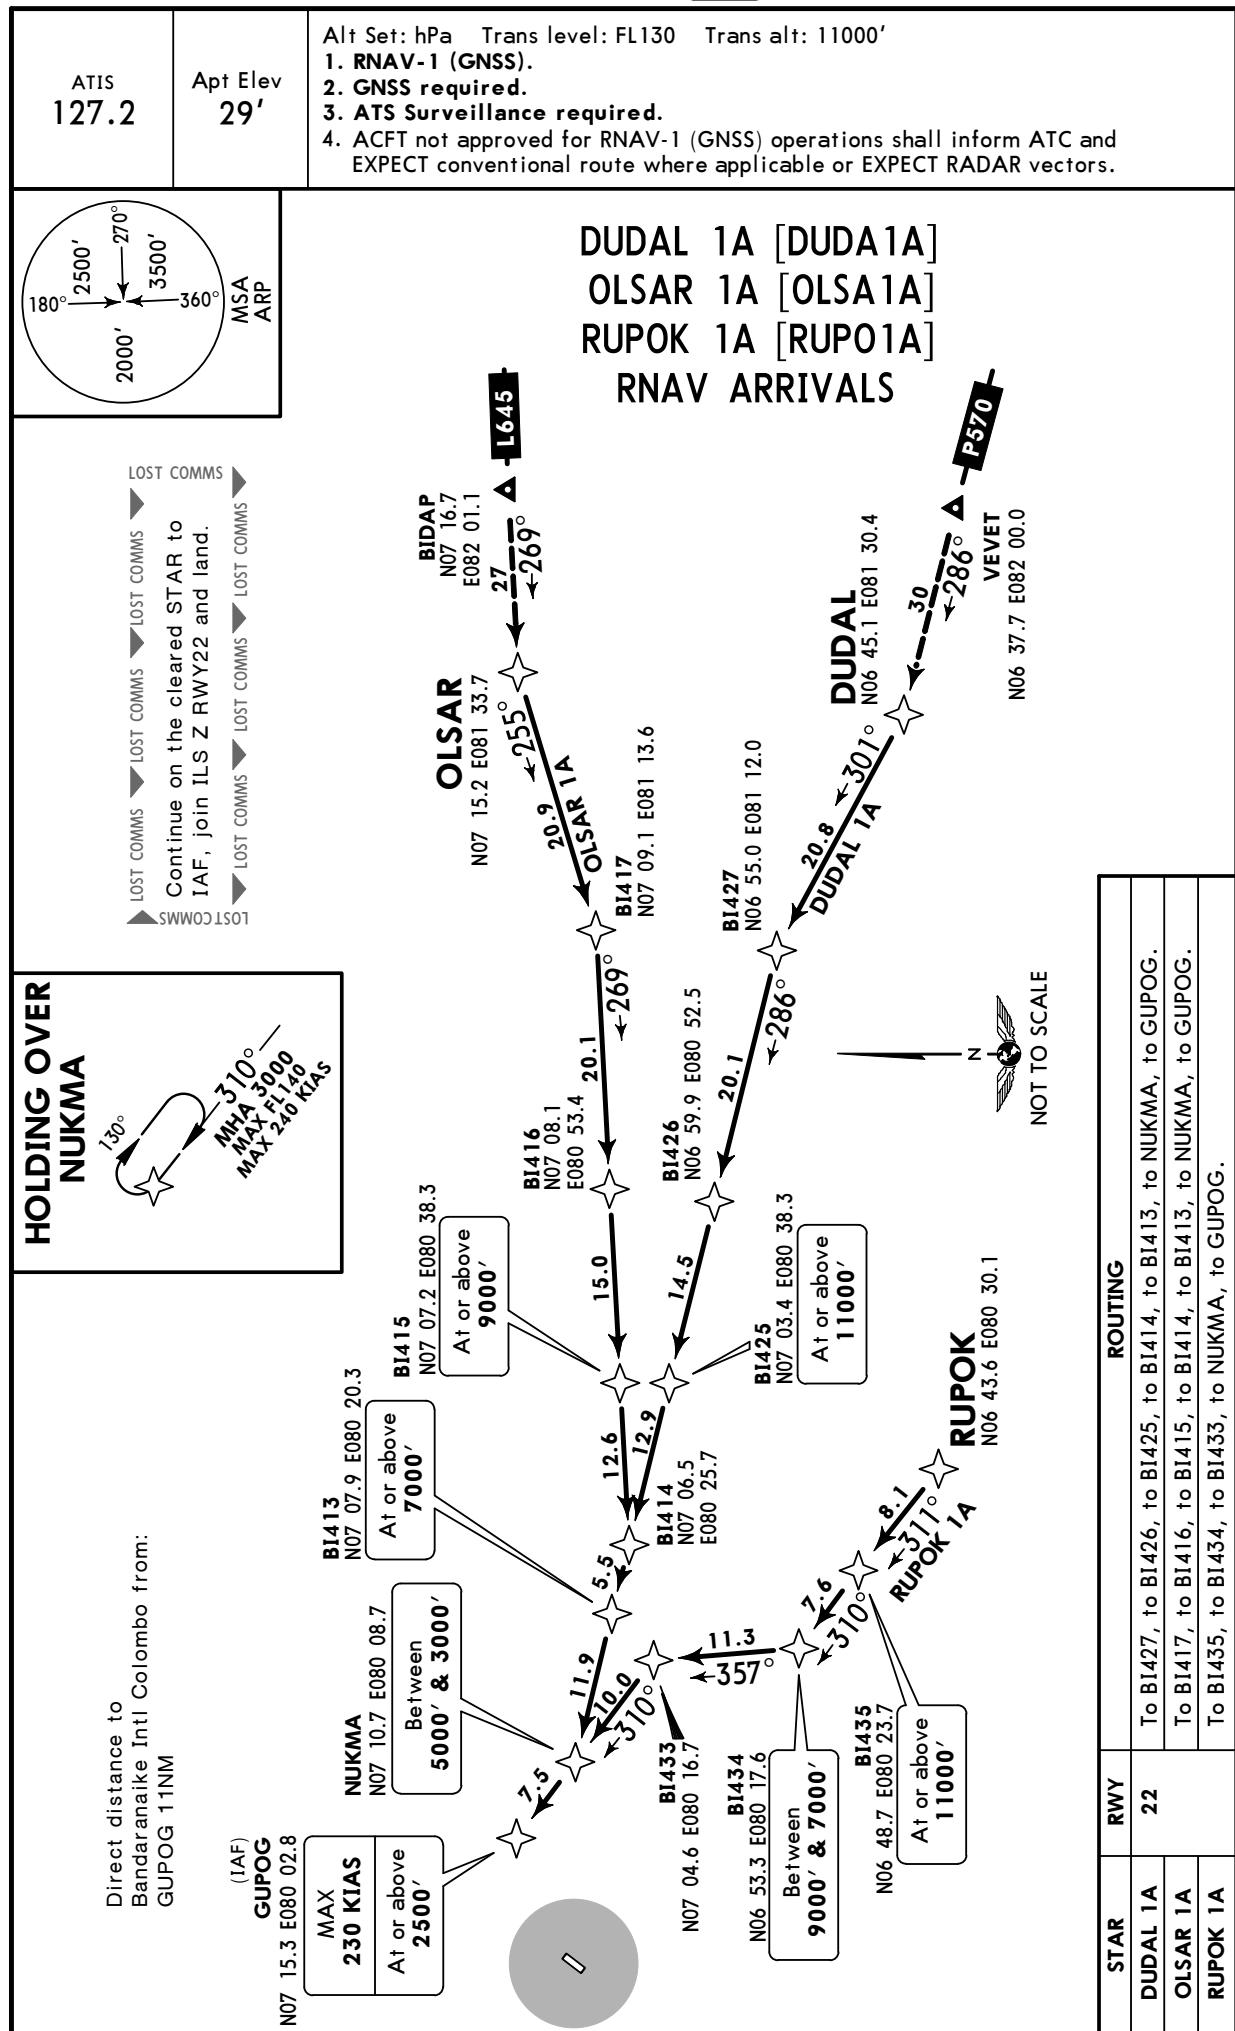 ATIS
127.2
Apt Elev
29'
Alt Set: hPa Trans level: FL130 Trans alt: 11000'
1. RNAV-1 (GNSS).
2. GNSS required.
3. ATS Surveillance required.
4. ACFT not approved for RNAV-1 (GNSS) operations shall inform ATC and
EXPECT conventional route where applicable or EXPECT RADAR vectors.
180°
2500'
270°
3500'
360°
2000'
MSA
ARP
DUDAL 1A [DUDA1A]
OLSAR 1A [OLSA1A]
RUPOK 1A [RUPO1A]
RNAV ARRIVALS
LOST COMMS LOST COMMS LOST COMMS LOST COMMS
Continue on the cleared STAR to
IAF, join ILS Z RWY22 and land.
LOST COMMS LOST COMMS LOST COMMS LOST COMMS
LOST COMMS
L645
P570
BIDAP
N07 16.7
E082 01.1
27
269°
OLSAR
N07 15.2 E081 33.7
255°
20.9
OLSAR 1A
BI417
N07 09.1 E081 13.6
269°
20.1
BI416
N07 08.1
E080 53.4
15.0
BI415
N07 07.2 E080 38.3
At or above
9000'
12.6
VEVET
N06 37.7 E082 00.0
286°
30
DUDAL
N06 45.1 E081 30.4
301°
20.8
DUDAL 1A
BI427
N06 55.0 E081 12.0
286°
20.1
BI426
N06 59.9 E080 52.5
14.5
BI425
N07 03.4 E080 38.3
At or above
11000'
12.9
BI414
N07 06.5
E080 25.7
5.5
BI413
N07 07.9 E080 20.3
At or above
7000'
11.9
NUKMA
N07 10.7 E080 08.7
Between
5000' & 3000'
7.5
(IAF)
GUPOG
N07 15.3 E080 02.8
MAX
230 KIAS
At or above
2500'
RUPOK
N06 43.6 E080 30.1
8.1
311°
RUPOK 1A
BI435
N06 48.7 E080 23.7
At or above
11000'
7.6
310°
BI434
N06 53.3 E080 17.6
Between
9000' & 7000'
11.3
357°
BI433
N07 04.6 E080 16.7
10.0
310°
HOLDING OVER
NUKMA
130°
310°
MHA 3000
MAX FL140
MAX 240 KIAS
N
NOT TO SCALE
Direct distance to
Bandaranaike Intl Colombo from:
GUPOG 11NM
STAR RWY ROUTING
DUDAL 1A 22 To BI427, to BI426, to BI425, to BI414, to BI413, to NUKMA, to GUPOG.
OLSAR 1A To BI417, to BI416, to BI415, to BI414, to BI413, to NUKMA, to GUPOG.
RUPOK 1A To BI435, to BI434, to BI433, to NUKMA, to GUPOG.